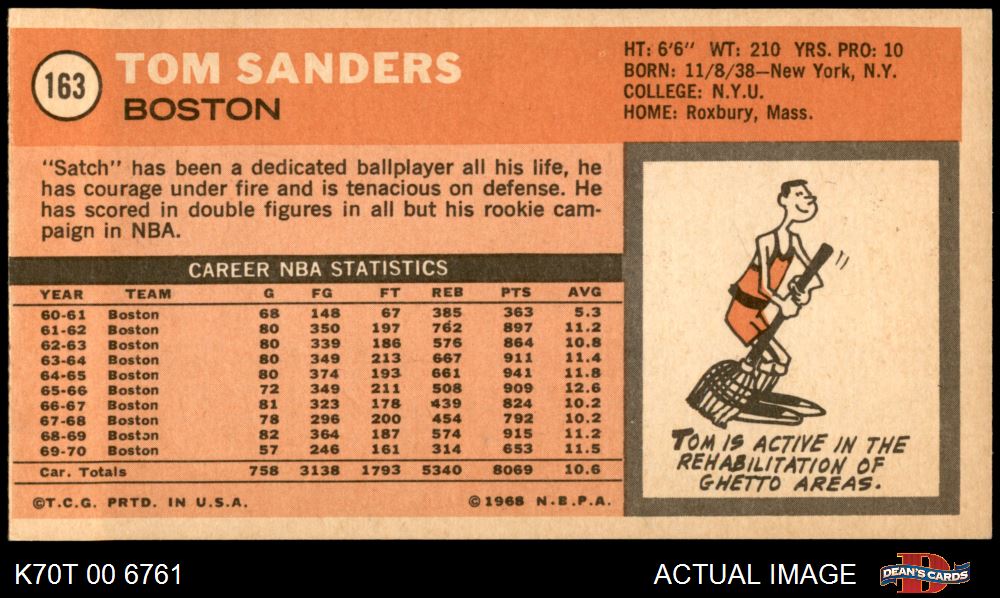 163
TOM SANDERS
BOSTON
HT: 6'6" WT: 210 YRS. PRO: 10
BORN: 11/8/38—New York, N.Y.
COLLEGE: N.Y.U.
HOME: Roxbury, Mass.
"Satch" has been a dedicated ballplayer all his life, he
has courage under fire and is tenacious on defense. He
has scored in double figures in all but his rookie cam-
paign in NBA.
CAREER NBA STATISTICS
YEAR TEAM G FG FT REB PTS AVG
60-61 Boston 68 148 67 385 363 5.3
61-62 Boston 80 350 197 762 897 11.2
62-63 Boston 80 339 186 576 864 10.8
63-64 Boston 80 349 213 667 911 11.4
64-65 Boston 80 374 193 661 941 11.8
65-66 Boston 72 349 211 508 909 12.6
66-67 Boston 81 323 178 439 824 10.2
67-68 Boston 78 296 200 454 792 10.2
68-69 Boston 82 364 187 574 915 11.2
69-70 Boston 57 246 161 314 653 11.5
Car. Totals 758 3138 1793 5340 8069 10.6
©T.C.G. PRTD. IN U.S.A. ©1968 N.B.P.A.
TOM IS ACTIVE IN THE
REHABILITATION OF
GHETTO AREAS.
K70T 00 6761 ACTUAL IMAGE
D
DEAN'S CARDS